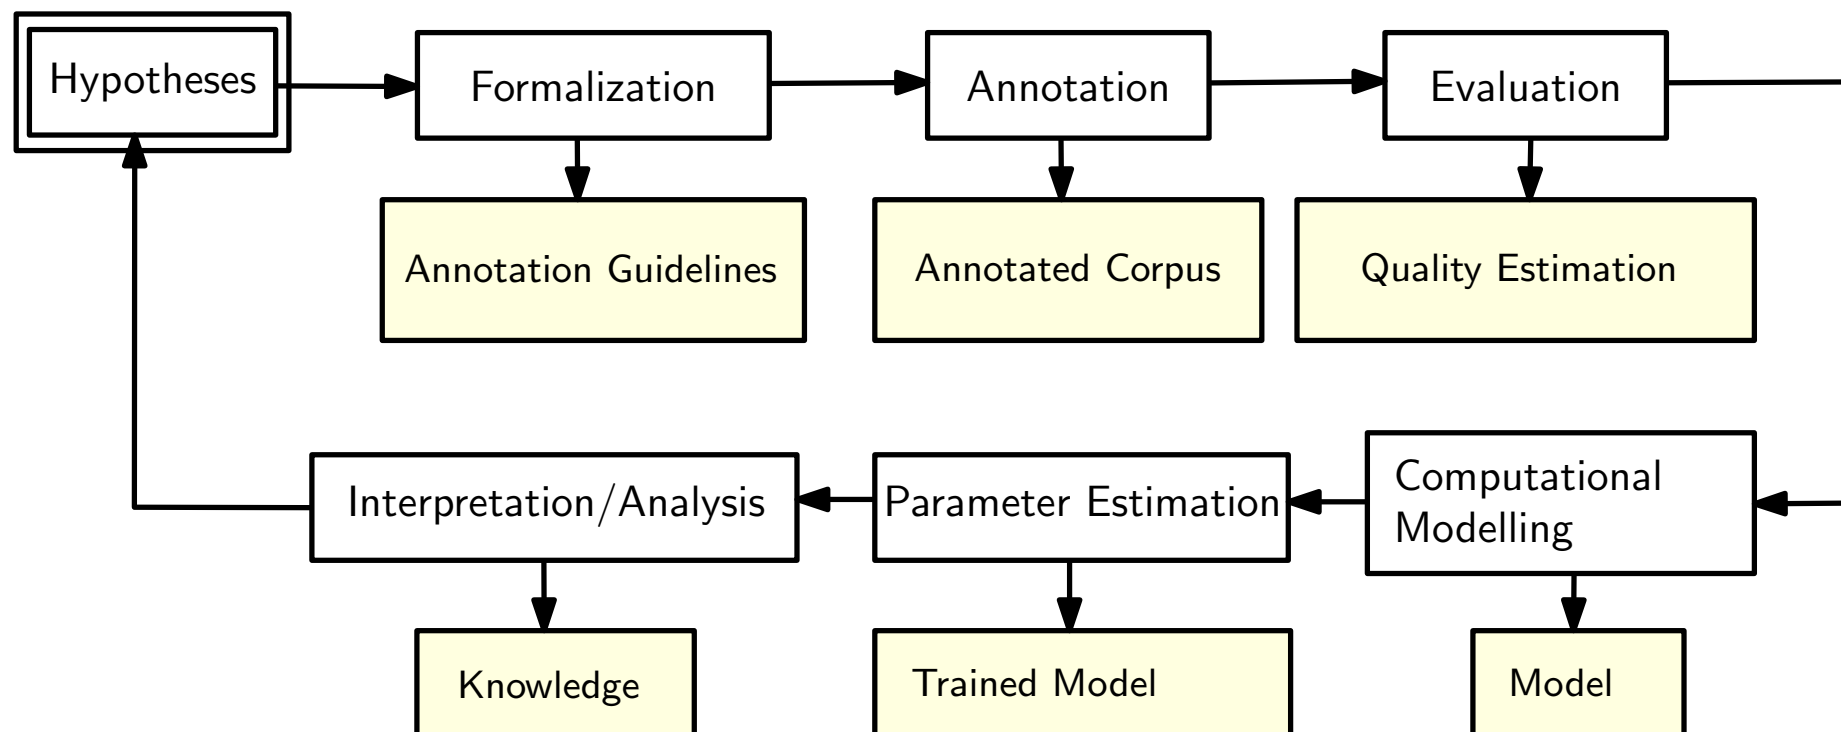 Hypotheses
Formalization
Annotation
Evaluation
Annotation Guidelines
Annotated Corpus
Quality Estimation
Interpretation/Analysis
Parameter Estimation
Computational
Modelling
Knowledge
Trained Model
Model